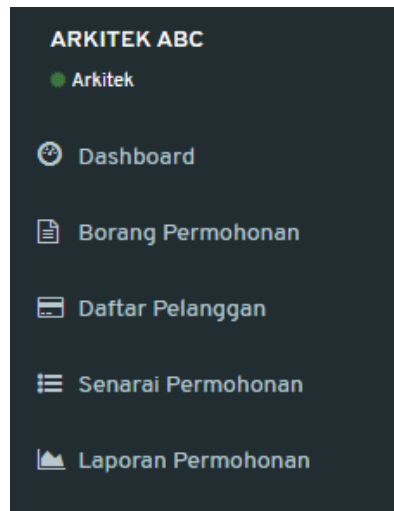 ARKITEK ABC
Arkitek
Dashboard
Borang Permohonan
Daftar Pelanggan
Senarai Permohonan
Laporan Permohonan